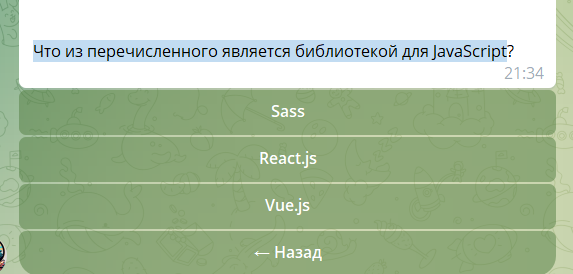 Что из перечисленного является библиотекой для JavaScript?
21:34
Sass
React.js
Vue.js
← Назад